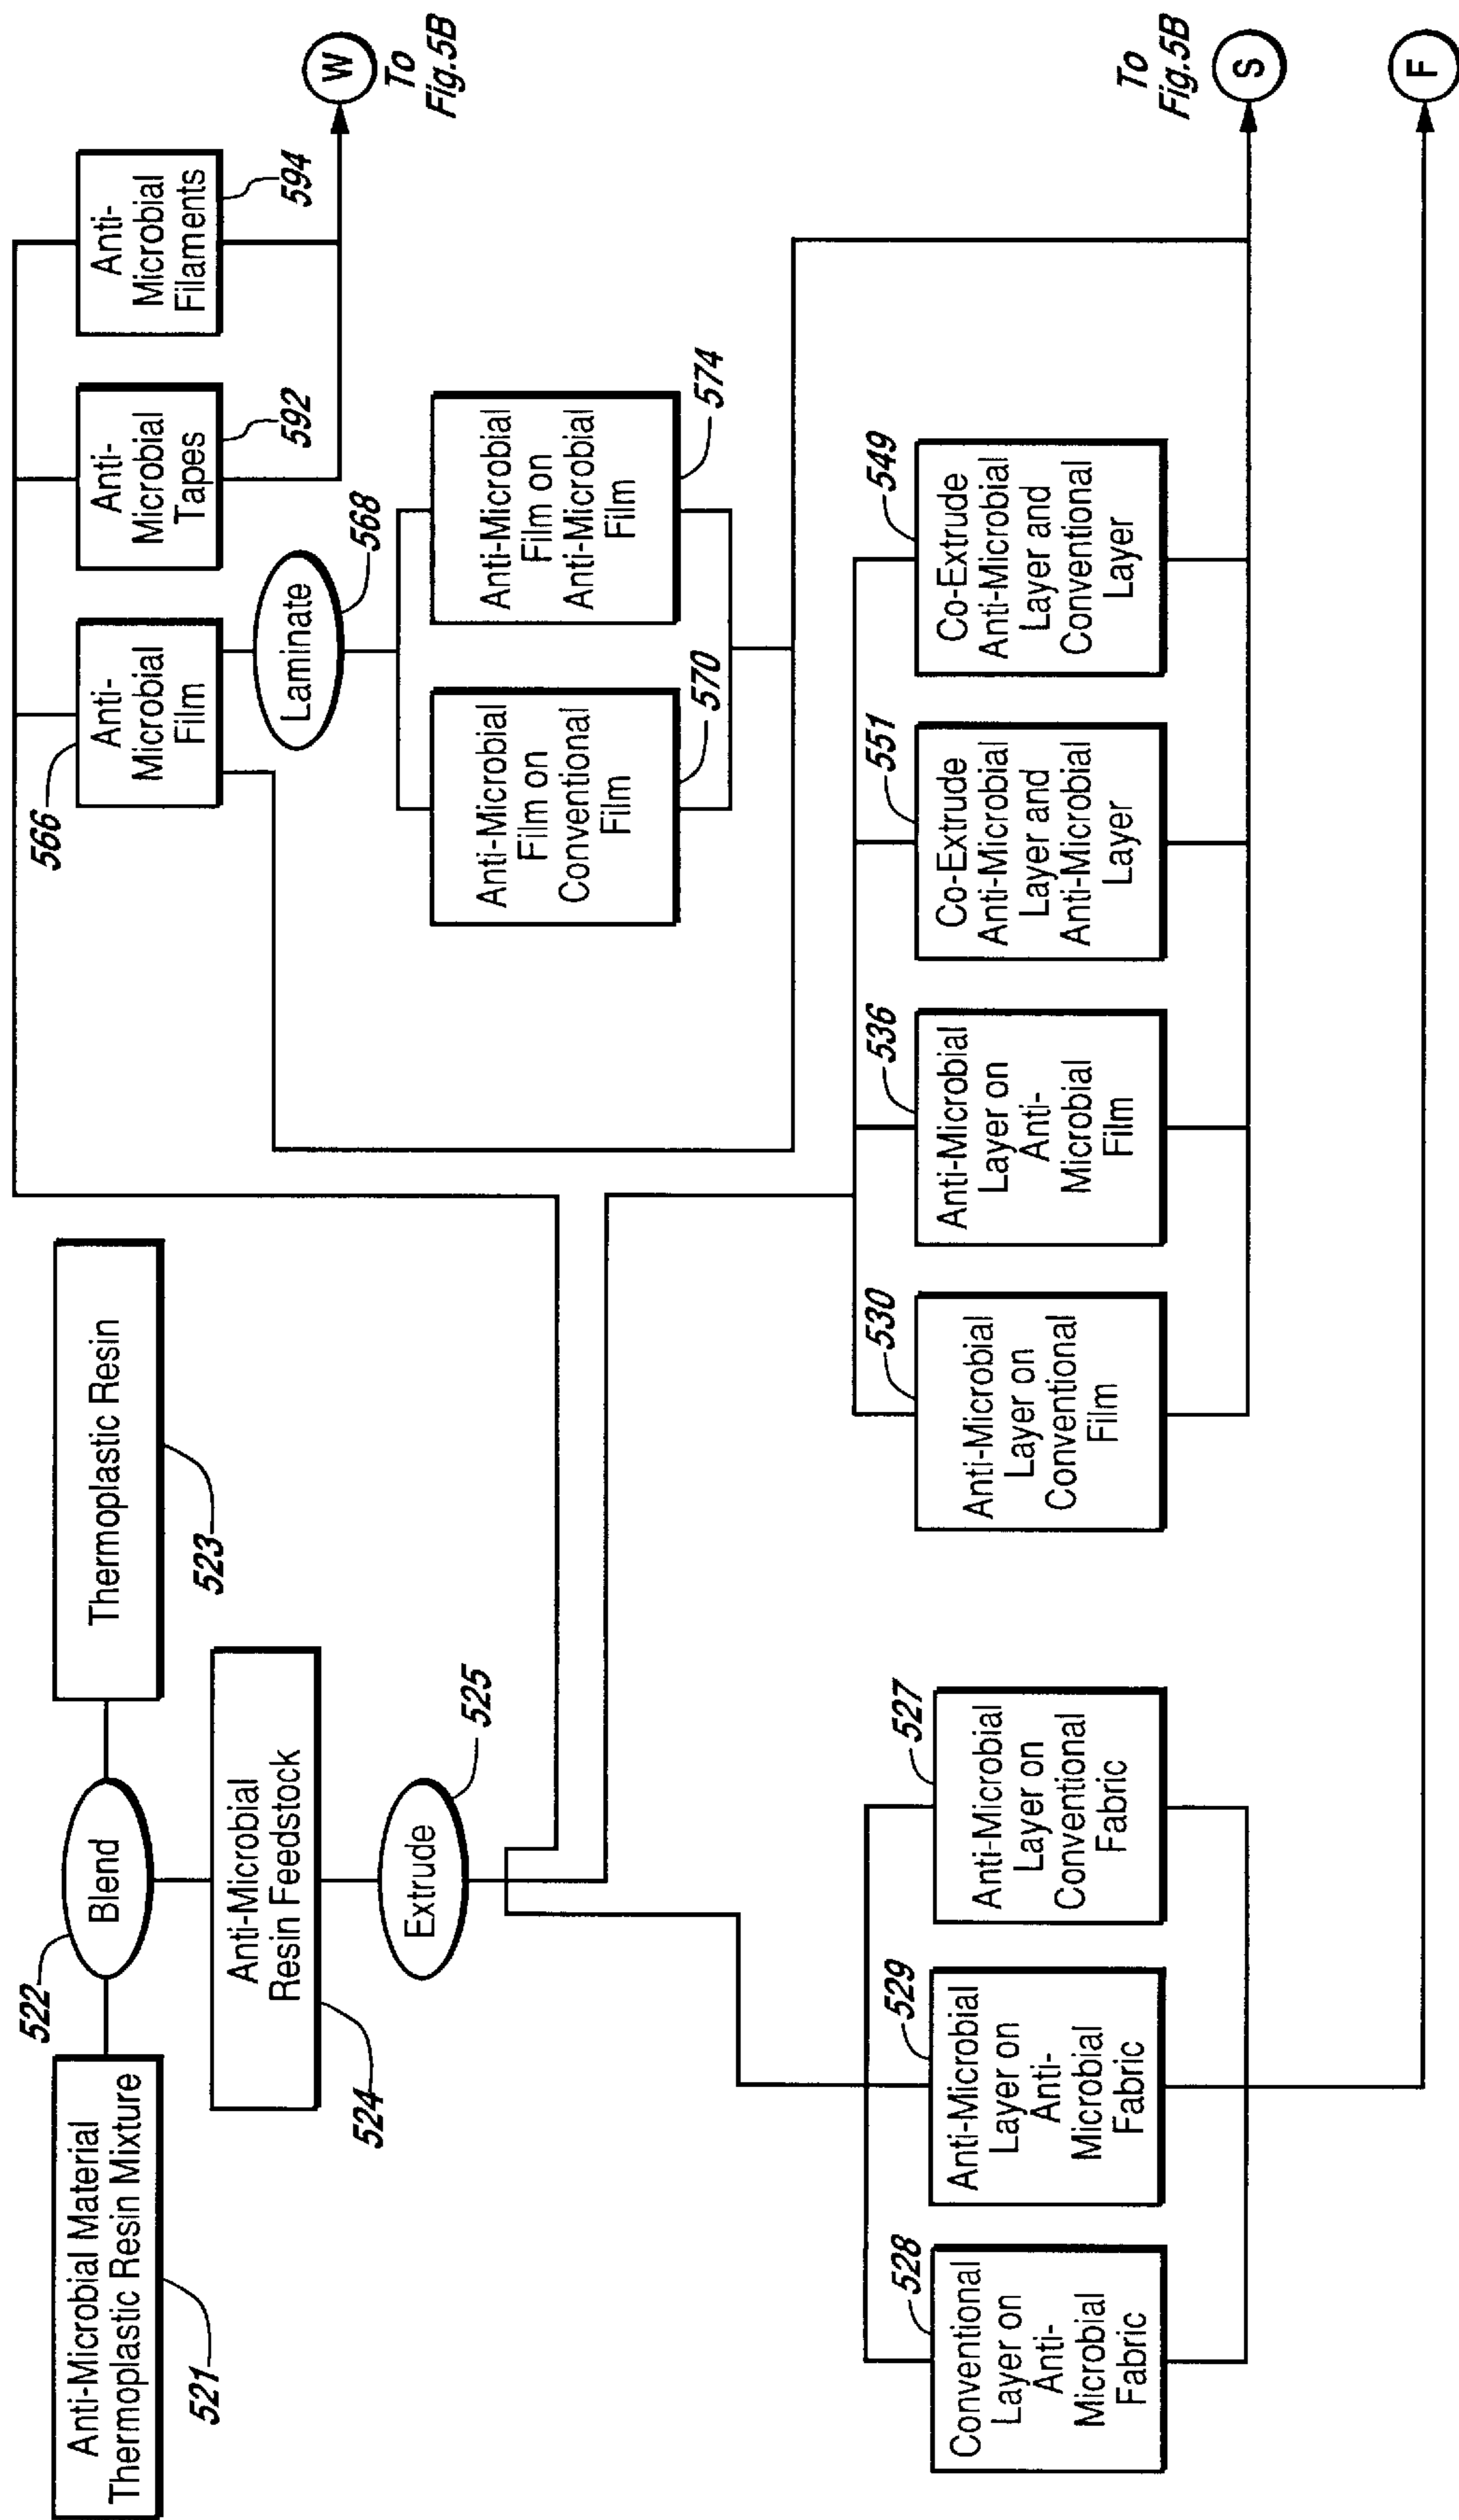 Anti-Microbial Material
Thermoplastic Resin Mixture
521
522
Blend
Thermoplastic Resin
523
Anti-Microbial
Resin Feedstock
524
Extrude
525
566
Anti-
Microbial
Film
Anti-
Microbial
Tapes
592
Anti-
Microbial
Filaments
594
W
To
Fig.5B
Laminate
568
Anti-Microbial
Film on
Conventional
Film
570
Anti-Microbial
Film on
Anti-Microbial
Film
574
Conventional
Layer on
Anti-
Microbial
Fabric
528
Anti-Microbial
Layer on
Anti-
Microbial
Fabric
529
Anti-Microbial
Layer on
Conventional
Fabric
527
Anti-Microbial
Layer on
Conventional
Film
530
Anti-Microbial
Layer on
Anti-
Microbial
Film
536
Co-Extrude
Anti-Microbial
Layer and
Anti-Microbial
Layer
551
Co-Extrude
Anti-Microbial
Layer and
Conventional
Layer
549
To
Fig.5B
S
F